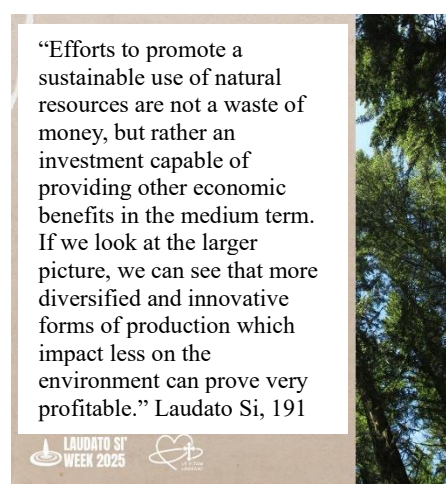 “Efforts to promote a
sustainable use of natural
resources are not a waste of
money, but rather an
investment capable of
providing other economic
benefits in the medium term.
If we look at the larger
picture, we can see that more
diversified and innovative
forms of production which
impact less on the
environment can prove very
profitable.” Laudato Si, 191
LAUDATO SI’
WEEK 2025